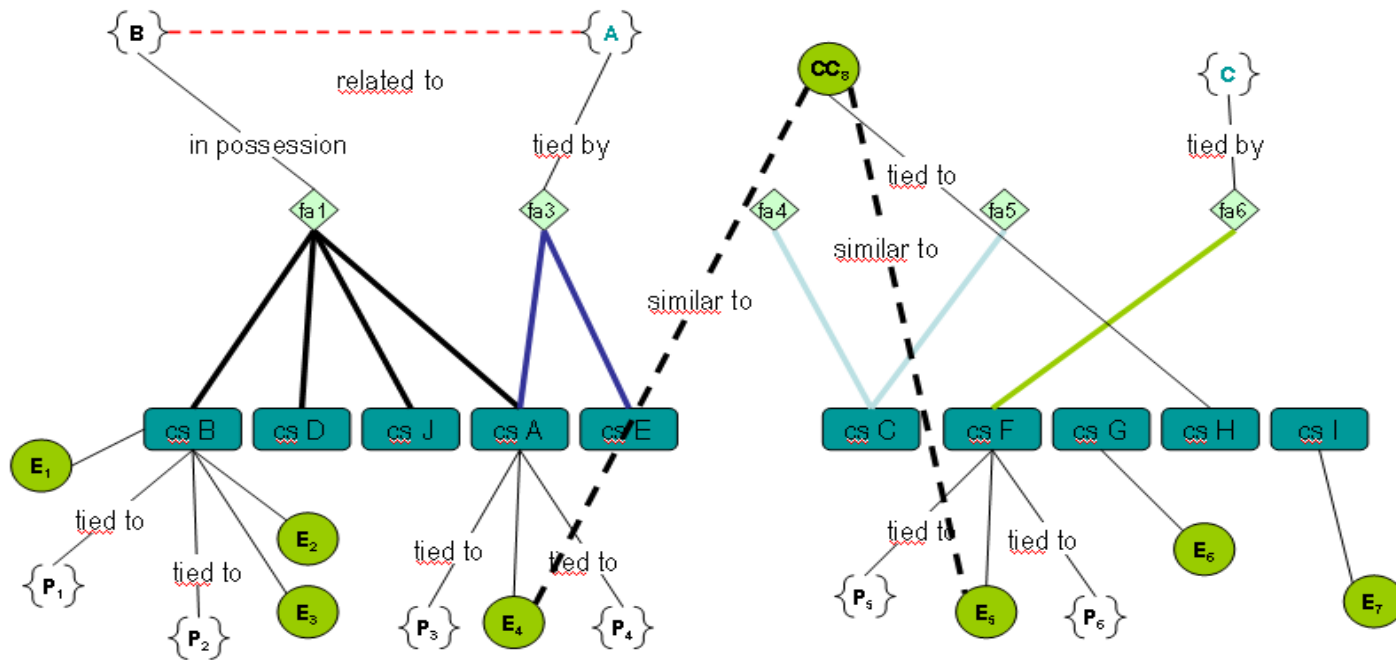 {B}
{A}
related to
CC8
{C}
in possession
tied by
tied to
tied by
fa1
fa3
fa4
fa5
fa6
similar to
similar to
cs B
cs D
cs J
cs A
cs E
cs C
cs F
cs G
cs H
cs I
E1
tied to
E2
tied to
tied to
tied to
tied to
tied to
E6
{P1}
E3
{P2}
{P3}
E4
{P4}
{P5}
E5
{P6}
E7